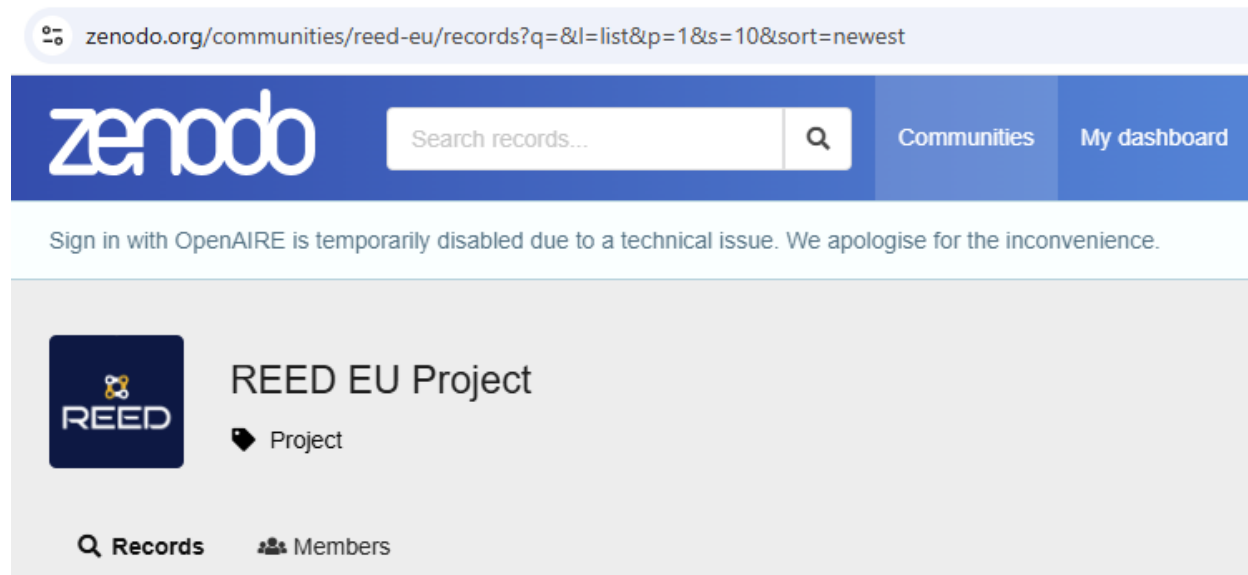 zenodo.org/communities/reed-eu/records?q=&l=list&p=1&s=10&sort=newest
zenodo
Search records...
Communities
My dashboard
Sign in with OpenAIRE is temporarily disabled due to a technical issue. We apologise for the inconvenience.
REED
REED EU Project
Project
Records
Members